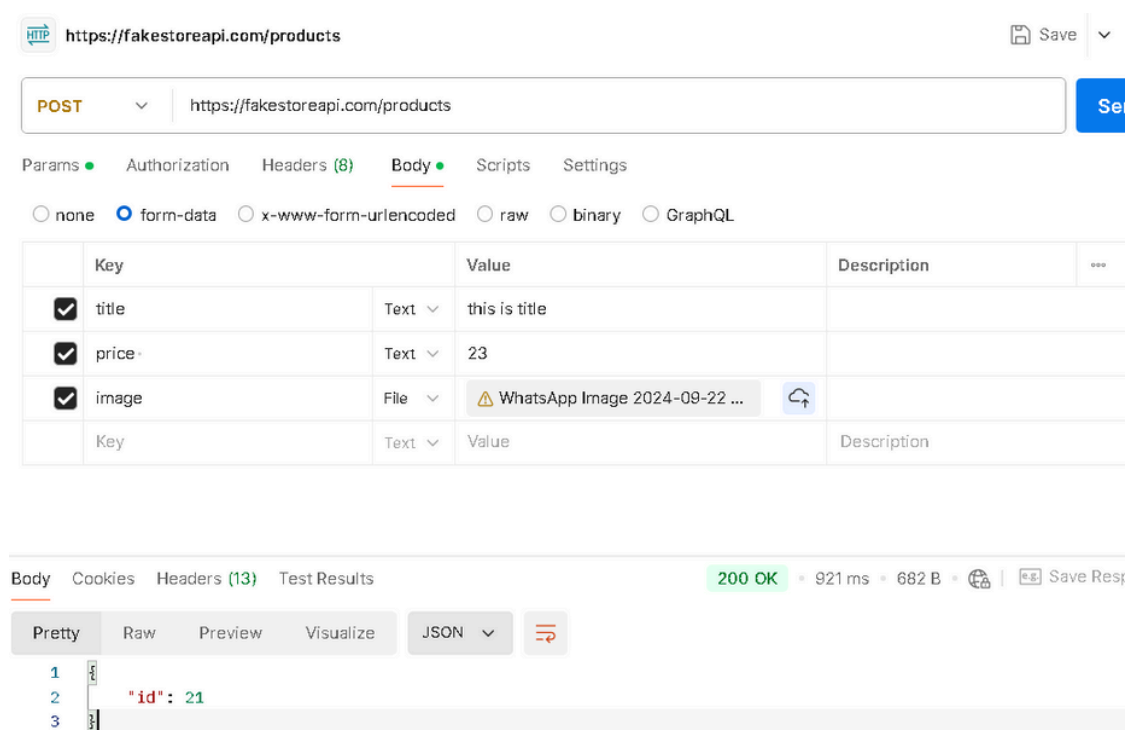 HTTP https://fakestoreapi.com/products Save
POST https://fakestoreapi.com/products
Params Authorization Headers (8) Body Scripts Settings
none form-data x-www-form-urlencoded raw binary GraphQL
Key Value Description
title Text this is title
price Text 23
image File WhatsApp Image 2024-09-22 ...
Key Text Value Description
Body Cookies Headers (13) Test Results 200 OK 921 ms 682 B e.g. Save Resp
Pretty Raw Preview Visualize JSON
1 {
2 "id": 21
3 }